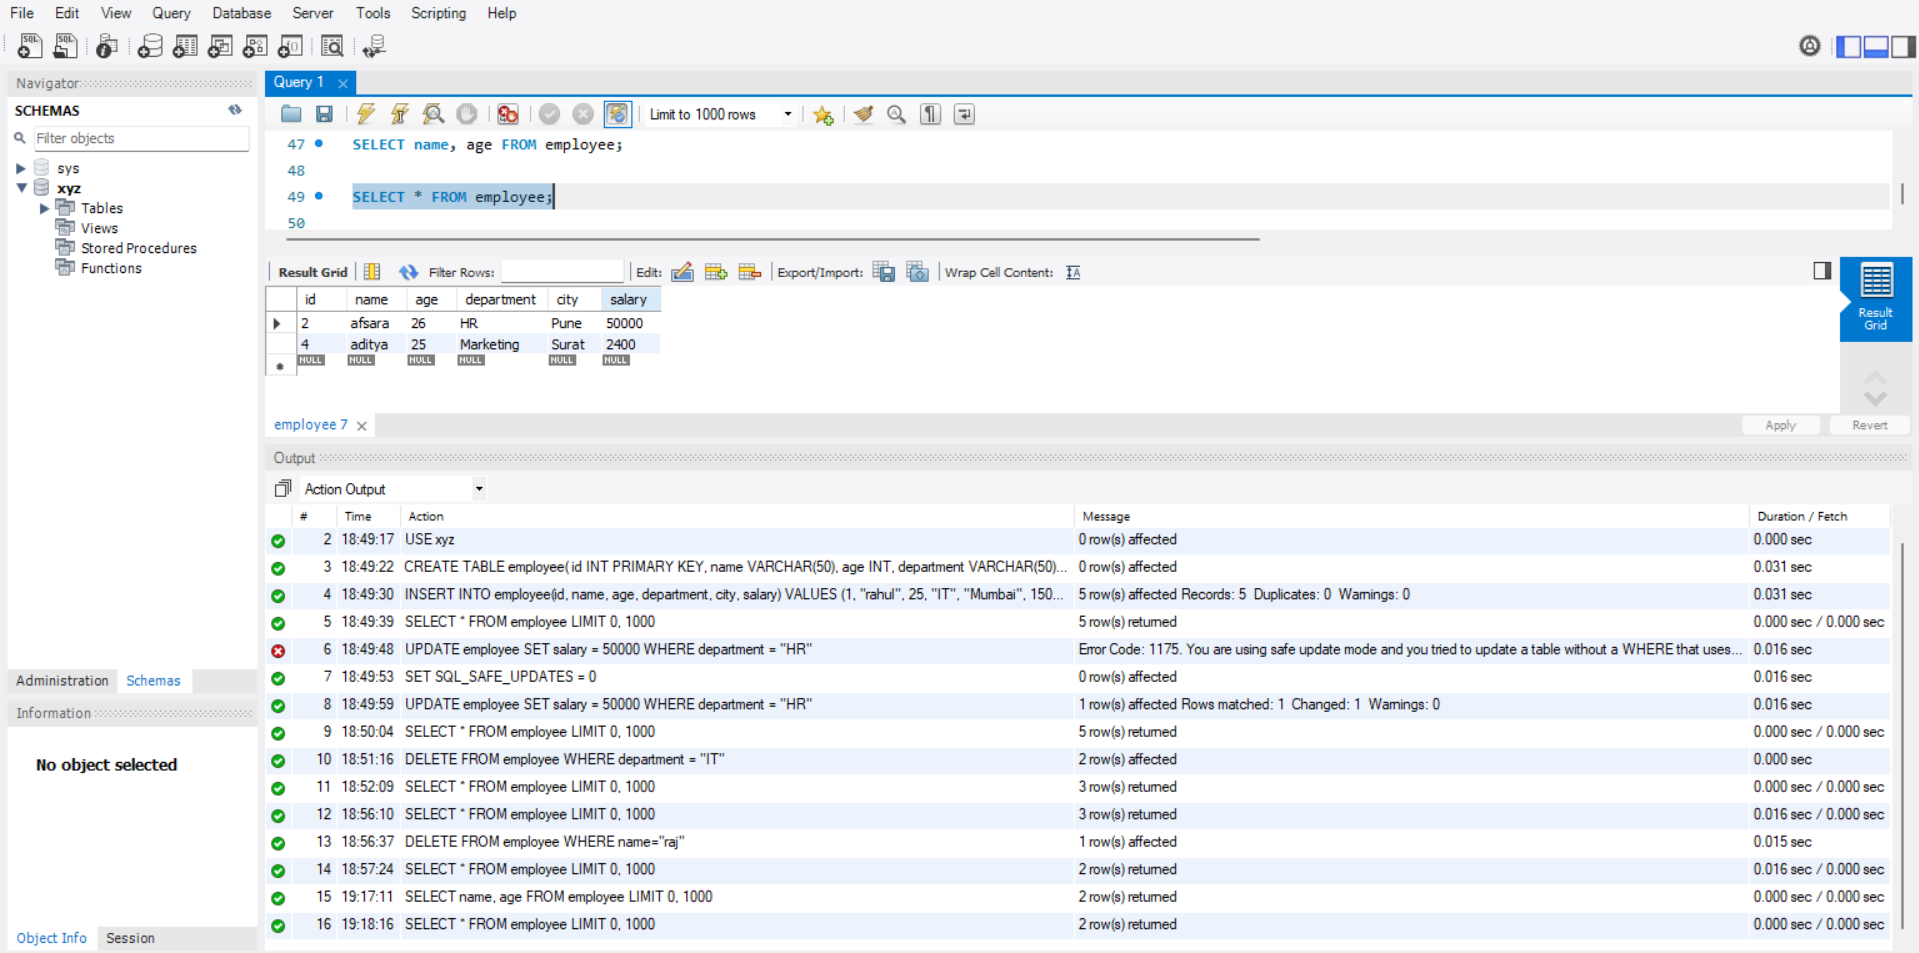 File Edit View Query Database Server Tools Scripting Help
Navigator
SCHEMAS
Filter objects
sys
xyz
Tables
Views
Stored Procedures
Functions
Administration Schemas
Information
No object selected
Object Info Session
Query 1
Limit to 1000 rows
47 SELECT name, age FROM employee;
48
49 SELECT * FROM employee;
50
Result Grid Filter Rows: Edit: Export/Import: Wrap Cell Content:
id name age department city salary
2 afsara 26 HR Pune 50000
4 aditya 25 Marketing Surat 2400
NULL NULL NULL NULL NULL NULL
Result
Grid
employee 7 Apply Revert
Output
Action Output
# Time Action Message Duration / Fetch
2 18:49:17 USE xyz 0 row(s) affected 0.000 sec
3 18:49:22 CREATE TABLE employee( id INT PRIMARY KEY, name VARCHAR(50), age INT, department VARCHAR(50)... 0 row(s) affected 0.031 sec
4 18:49:30 INSERT INTO employee(id, name, age, department, city, salary) VALUES (1, "rahul", 25, "IT", "Mumbai", 150... 5 row(s) affected Records: 5 Duplicates: 0 Warnings: 0 0.031 sec
5 18:49:39 SELECT * FROM employee LIMIT 0, 1000 5 row(s) returned 0.000 sec / 0.000 sec
6 18:49:48 UPDATE employee SET salary = 50000 WHERE department = "HR" Error Code: 1175. You are using safe update mode and you tried to update a table without a WHERE that uses... 0.016 sec
7 18:49:53 SET SQL_SAFE_UPDATES = 0 0 row(s) affected 0.016 sec
8 18:49:59 UPDATE employee SET salary = 50000 WHERE department = "HR" 1 row(s) affected Rows matched: 1 Changed: 1 Warnings: 0 0.016 sec
9 18:50:04 SELECT * FROM employee LIMIT 0, 1000 5 row(s) returned 0.000 sec / 0.000 sec
10 18:51:16 DELETE FROM employee WHERE department = "IT" 2 row(s) affected 0.000 sec
11 18:52:09 SELECT * FROM employee LIMIT 0, 1000 3 row(s) returned 0.000 sec / 0.000 sec
12 18:56:10 SELECT * FROM employee LIMIT 0, 1000 3 row(s) returned 0.016 sec / 0.000 sec
13 18:56:37 DELETE FROM employee WHERE name="raj" 1 row(s) affected 0.015 sec
14 18:57:24 SELECT * FROM employee LIMIT 0, 1000 2 row(s) returned 0.016 sec / 0.000 sec
15 19:17:11 SELECT name, age FROM employee LIMIT 0, 1000 2 row(s) returned 0.000 sec / 0.000 sec
16 19:18:16 SELECT * FROM employee LIMIT 0, 1000 2 row(s) returned 0.000 sec / 0.000 sec